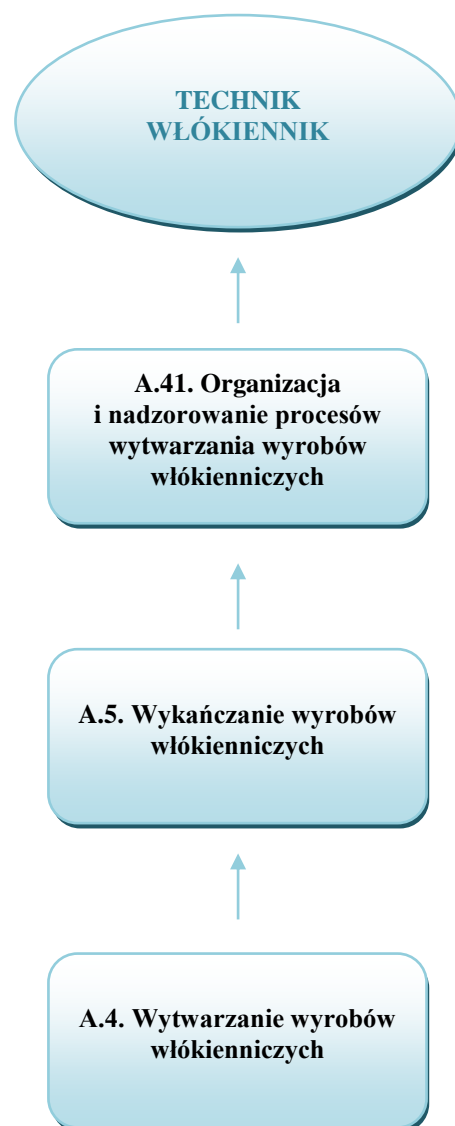 TECHNIK
WŁÓKIENNIK
A.41. Organizacja
i nadzorowanie procesów
wytwarzania wyrobów
włókienniczych
A.5. Wykańczanie wyrobów
włókienniczych
A.4. Wytwarzanie wyrobów
włókienniczych